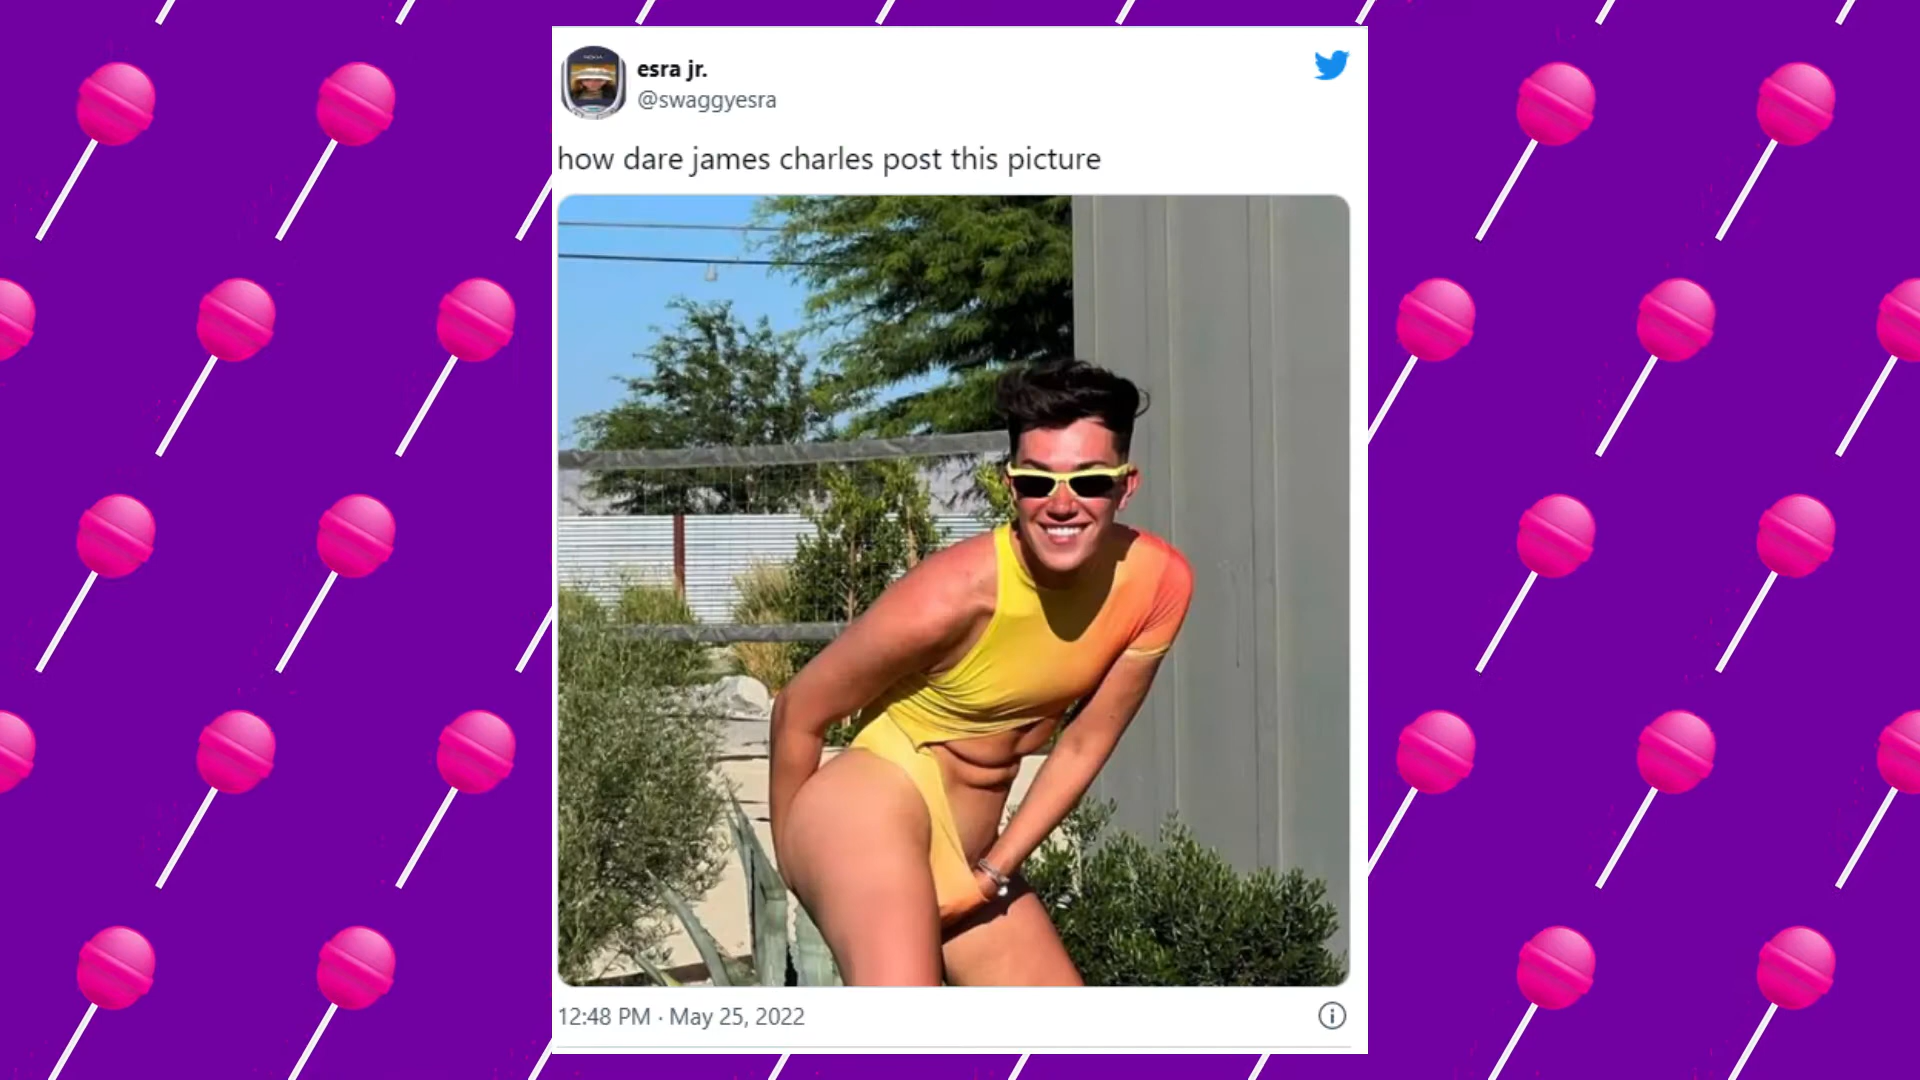 esra jr.
@swaggyesra
how dare james charles post this picture
12:48 PM · May 25, 2022